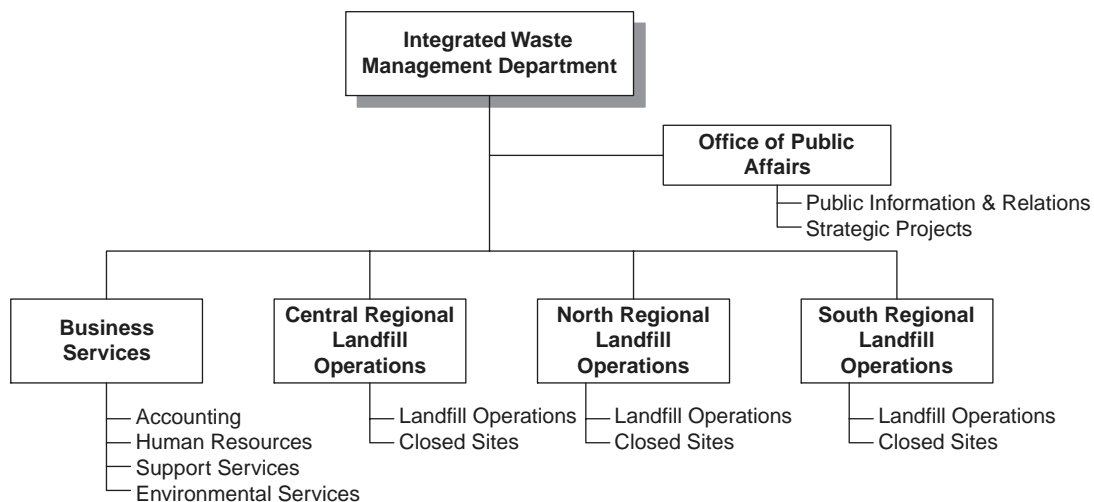 Integrated Waste
Management Department
Office of Public
Affairs
Public Information & Relations
Strategic Projects
Business
Services
Accounting
Human Resources
Support Services
Environmental Services
Central Regional
Landfill
Operations
Landfill Operations
Closed Sites
North Regional
Landfill
Operations
Landfill Operations
Closed Sites
South Regional
Landfill
Operations
Landfill Operations
Closed Sites